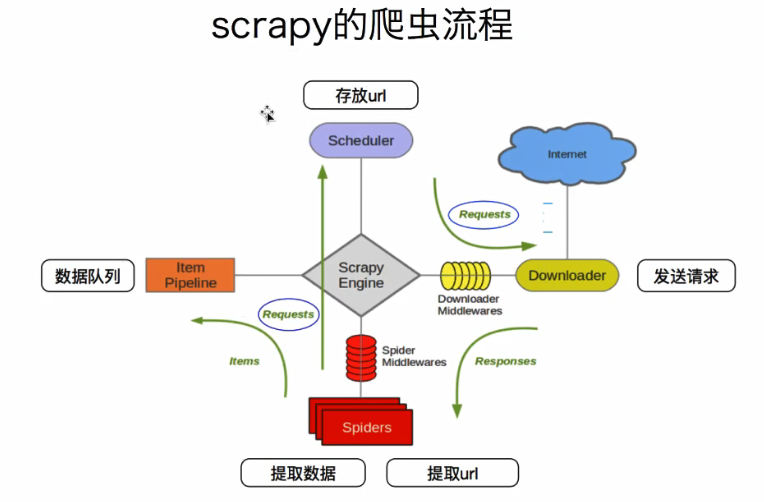 scrapy的爬虫流程
存放url
Scheduler
Internet
Requests
数据队列
Item
Pipeline
Scrapy
Engine
Downloader
发送请求
Downloader
Middlewares
Requests
Spider
Middlewares
Items
Responses
Spiders
提取数据
提取url